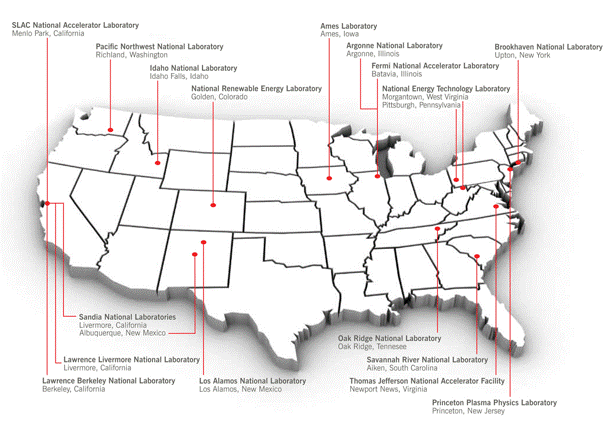 SLAC National Accelerator Laboratory
Menlo Park, California
Pacific Northwest National Laboratory
Richland, Washington
Idaho National Laboratory
Idaho Falls, Idaho
National Renewable Energy Laboratory
Golden, Colorado
Ames Laboratory
Ames, Iowa
Argonne National Laboratory
Argonne, Illinois
Fermi National Accelerator Laboratory
Batavia, Illinois
National Energy Technology Laboratory
Morgantown, West Virginia
Pittsburgh, Pennsylvania
Brookhaven National Laboratory
Upton, New York
Sandia National Laboratories
Livermore, California
Albuquerque, New Mexico
Lawrence Livermore National Laboratory
Livermore, California
Lawrence Berkeley National Laboratory
Berkeley, California
Los Alamos National Laboratory
Los Alamos, New Mexico
Oak Ridge National Laboratory
Oak Ridge, Tennesee
Savannah River National Laboratory
Aiken, South Carolina
Thomas Jefferson National Accelerator Facility
Newport News, Virginia
Princeton Plasma Physics Laboratory
Princeton, New Jersey